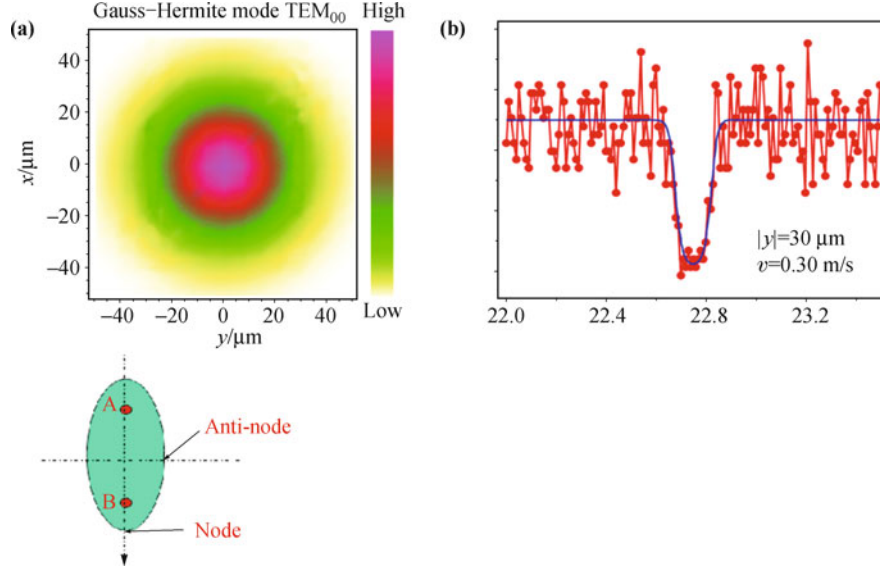 (a)
Gauss−Hermite mode TEM₀₀
High
x/μm
40
20
0
−20
−40
−40
−20
0
20
40
y/μm
Low
(b)
|y|=30 μm
v=0.30 m/s
22.0
22.4
22.8
23.2
A
Anti-node
B
Node